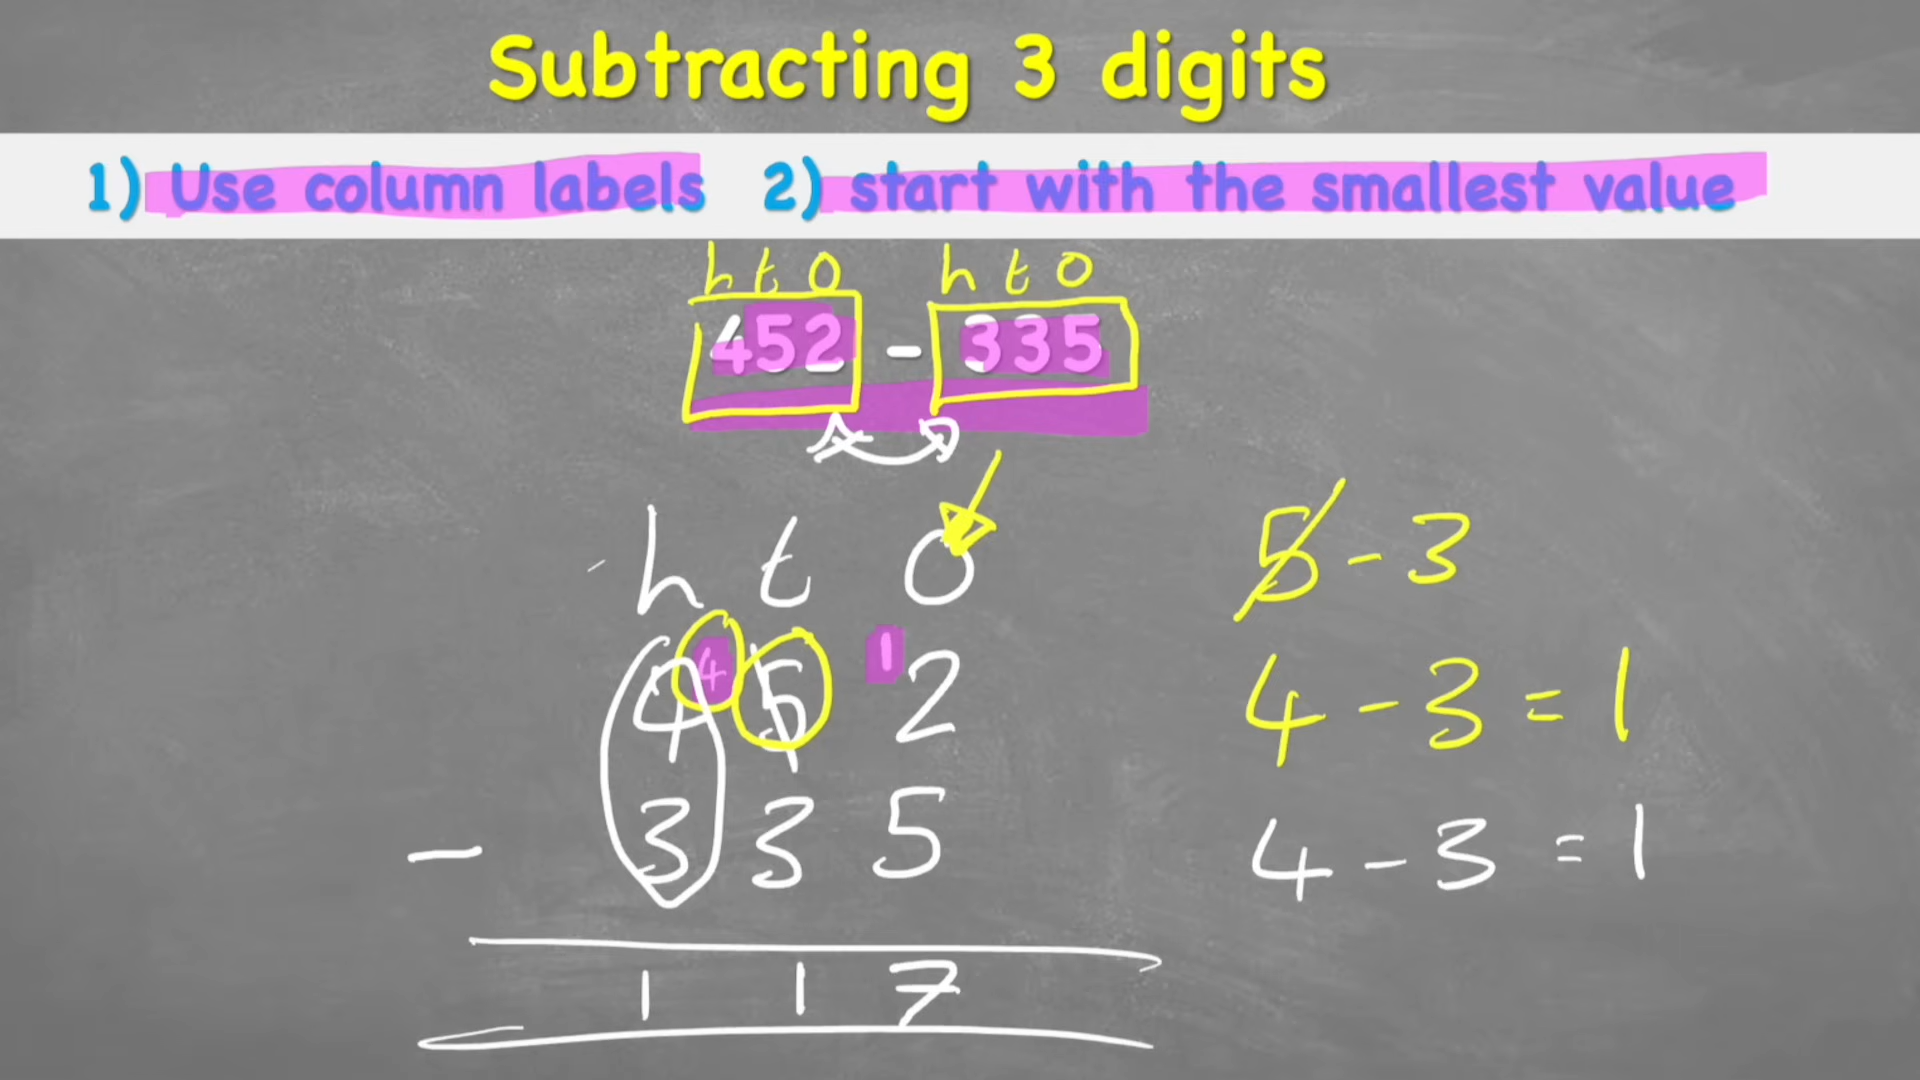 Subtracting 3 digits
1) Use column labels 2) start with the smallest value
h t o h t o
452 - 335
h t o
5 - 3
4 1
4 5 2
4 - 3 = 1
- 3 3 5
4 - 3 = 1
1 1 7